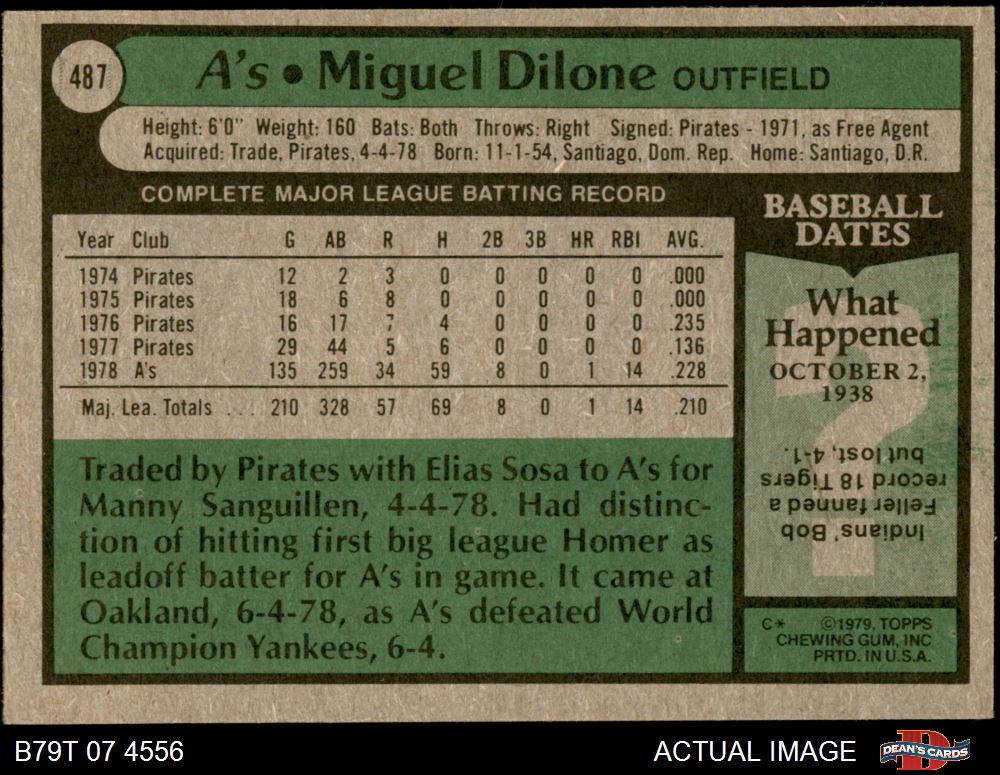 487
A's • Miguel Dilone OUTFIELD
Height: 6'0" Weight: 160 Bats: Both Throws: Right Signed: Pirates - 1971, as Free Agent
Acquired: Trade, Pirates, 4-4-78 Born: 11-1-54, Santiago, Dom. Rep. Home: Santiago, D.R.
COMPLETE MAJOR LEAGUE BATTING RECORD
Year Club G AB R H 2B 3B HR RBI AVG.
1974 Pirates 12 2 3 0 0 0 0 0 .000
1975 Pirates 18 6 8 0 0 0 0 0 .000
1976 Pirates 16 17 7 4 0 0 0 0 .235
1977 Pirates 29 44 5 6 0 0 0 0 .136
1978 A's 135 259 34 59 8 0 1 14 .228
Maj. Lea. Totals . . . 210 328 57 69 8 0 1 14 .210
Traded by Pirates with Elias Sosa to A's for
Manny Sanguillen, 4-4-78. Had distinc-
tion of hitting first big league Homer as
leadoff batter for A's in game. It came at
Oakland, 6-4-78, as A's defeated World
Champion Yankees, 6-4.
BASEBALL
DATES
What
Happened
OCTOBER 2,
1938
Indians' Bob
Feller fanned a
record 18 Tigers
but lost, 4-1.
C* ©1979, TOPPS
CHEWING GUM, INC
PRTD. IN U.S.A.
B79T 07 4556
ACTUAL IMAGE
DEAN'S CARDS